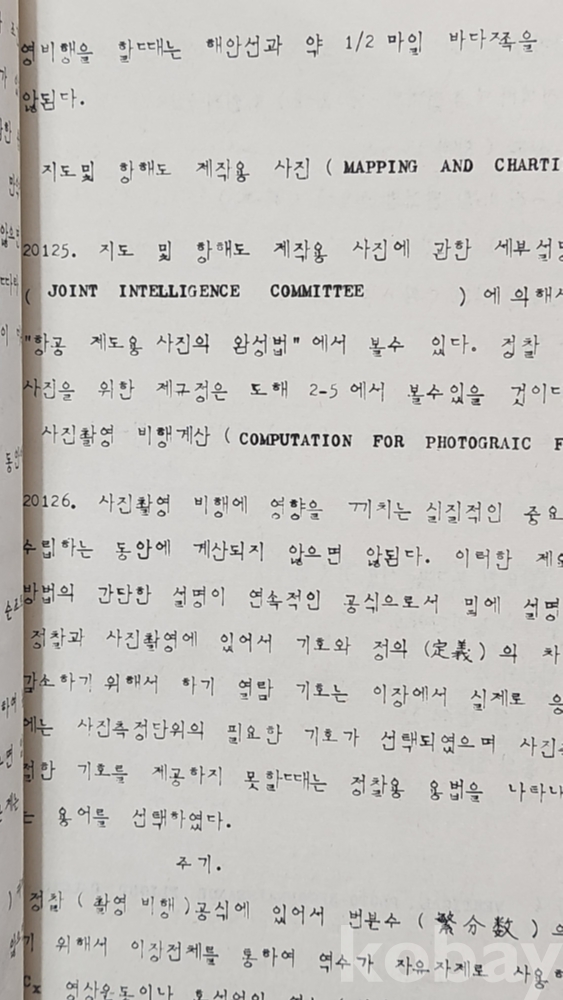 영비행을 할때는 해안선과 약 1/2 마일 바다쪽을
않된다.
지도및 항해도 제작용 사진 ( MAPPING AND CHARTI
20125. 지도 및 항해도 제작용 사진에 관한 세부설명
( JOINT INTELLIGENCE COMMITTEE ) 에 의해서
"항공 제도용 사진의 완성법" 에서 볼수 있다. 정찰
사진을 위한 제규정은 도해 2-5 에서 볼수있을 것이다
사진촬영 비행계산 ( COMPUTATION FOR PHOTOGRAIC F
20126. 사진촬영 비행에 영향을 끼치는 실질적인 중요
수립하는 동안에 계산되지 않으면 않된다. 이러한 제
방법의 간단한 설명이 연속적인 공식으로서 밑에 설명
정찰과 사진촬영에 있어서 기호와 정의 (定義) 의 차
감소하기 위해서 하기 열람 기호는 이장에서 실제로 응
에는 사진측정단위의 필요한 기호가 선택되였으며 사진
절한 기호를 제공하지 못할때는 정찰용 용법을 나타내
는 용어를 선택하였다.
주기.
정찰 ( 촬영 비행 ) 공식에 있어서 번분수 ( 繁分数 ) 의
기 위해서 이장전체를 통하여 역수가 자유자제로 사용
Cx 영상운동이나
kobay